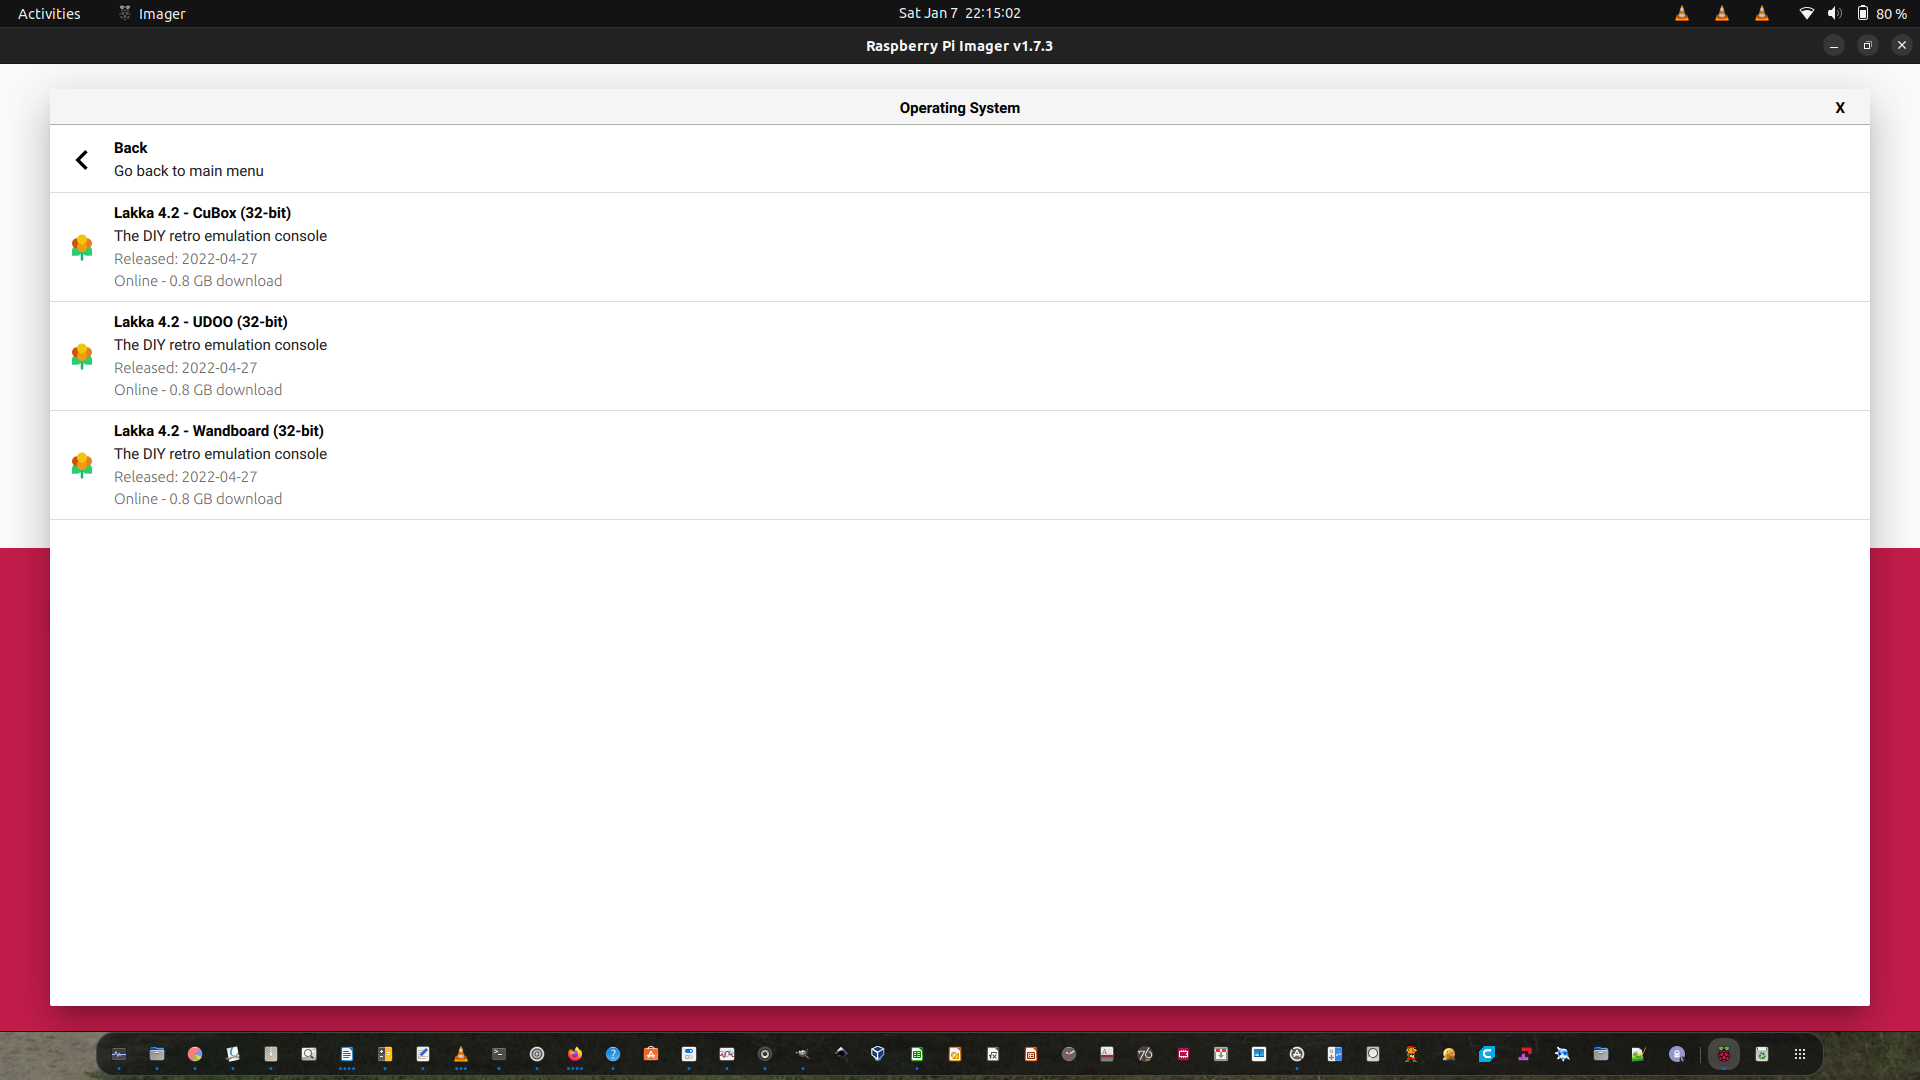 Activities
Imager
Sat Jan 7 22:15:02
80 %
Raspberry Pi Imager v1.7.3
Operating System
X
Back
Go back to main menu
Lakka 4.2 - CuBox (32-bit)
The DIY retro emulation console
Released: 2022-04-27
Online - 0.8 GB download
Lakka 4.2 - UDOO (32-bit)
The DIY retro emulation console
Released: 2022-04-27
Online - 0.8 GB download
Lakka 4.2 - Wandboard (32-bit)
The DIY retro emulation console
Released: 2022-04-27
Online - 0.8 GB download